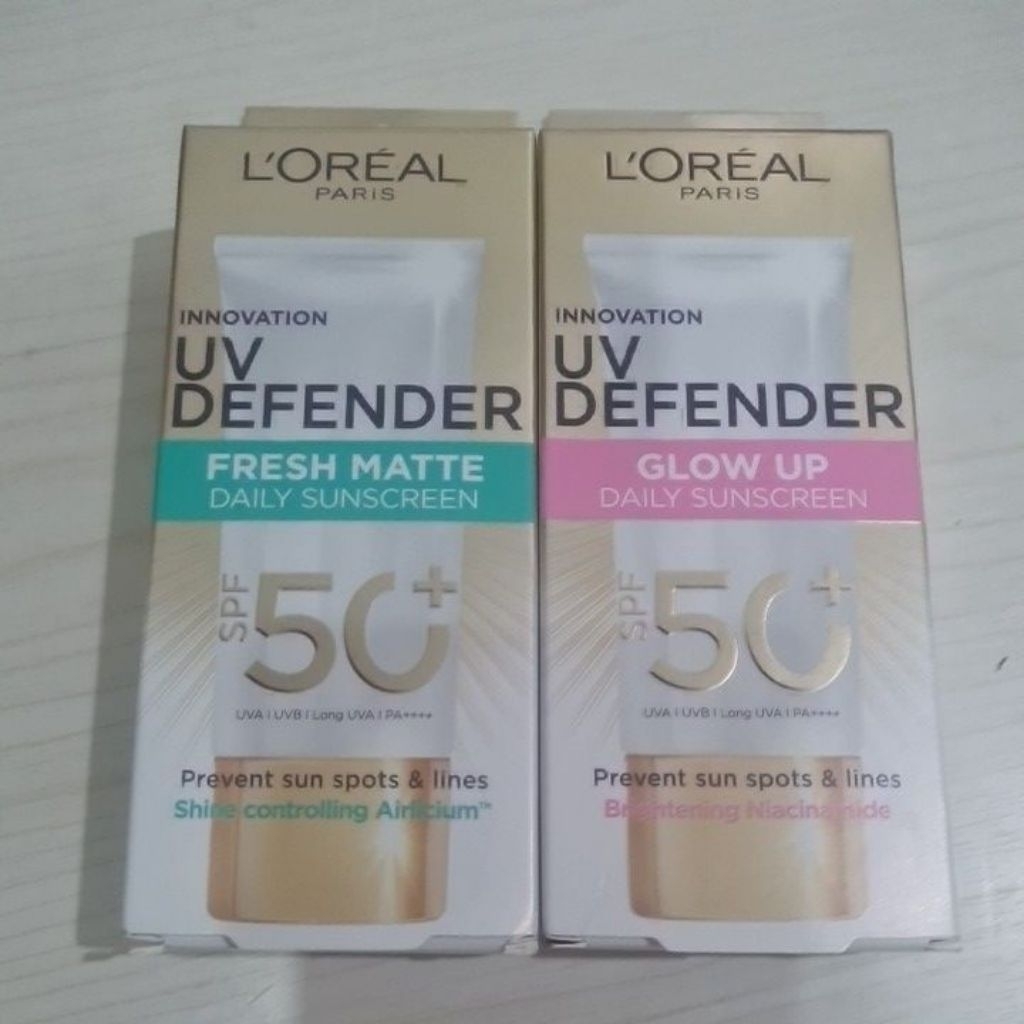 L'ORÉAL
PARIS
INNOVATION
UV
DEFENDER
FRESH MATTE
DAILY SUNSCREEN
SPF 50+
UVA I UVB I Long UVA I PA++++
Prevent sun spots & lines
Shine controlling Airlicium™
L'ORÉAL
PARIS
INNOVATION
UV
DEFENDER
GLOW UP
DAILY SUNSCREEN
SPF 50+
UVA I UVB I Long UVA I PA++++
Prevent sun spots & lines
Brightening Niacinamide